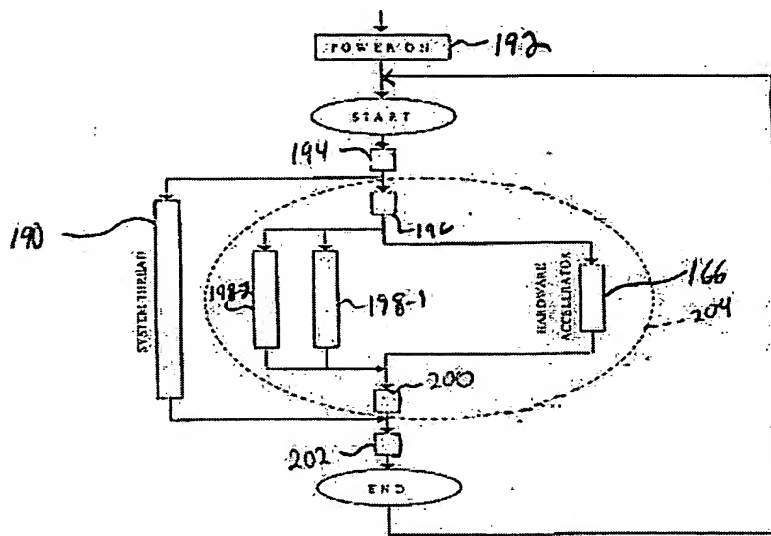 POWER ON
192
START
194
196
190
SYSTEM THREAD
198-2
198-1
HARDWARE
ACCELERATOR
166
204
200
202
END